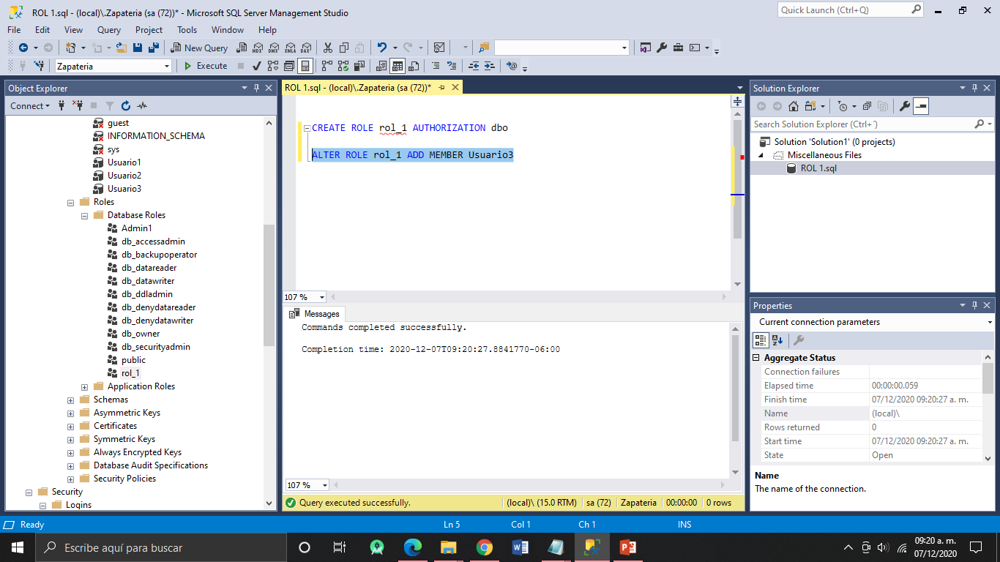 ROL 1.sql - (local)\.Zapateria (sa (72))* - Microsoft SQL Server Management Studio
Quick Launch (Ctrl+Q)
File Edit View Query Project Tools Window Help
New Query
MDX DMX XMLA DAX
Zapateria
Execute
Object Explorer
Connect
guest
INFORMATION_SCHEMA
sys
Usuario1
Usuario2
Usuario3
Roles
Database Roles
Admin1
db_accessadmin
db_backupoperator
db_datareader
db_datawriter
db_ddladmin
db_denydatareader
db_denydatawriter
db_owner
db_securityadmin
public
rol_1
Application Roles
Schemas
Asymmetric Keys
Certificates
Symmetric Keys
Always Encrypted Keys
Database Audit Specifications
Security Policies
Security
Logins
ROL 1.sql - (local)\.Zapateria (sa (72))*
CREATE ROLE rol_1 AUTHORIZATION dbo
ALTER ROLE rol_1 ADD MEMBER Usuario3
107 %
Messages
Commands completed successfully.
Completion time: 2020-12-07T09:20:27.8841770-06:00
107 %
Query executed successfully.
(local)\ (15.0 RTM) sa (72) Zapateria 00:00:00 0 rows
Solution Explorer
Search Solution Explorer (Ctrl+´)
Solution 'Solution1' (0 projects)
Miscellaneous Files
ROL 1.sql
Properties
Current connection parameters
Aggregate Status
Connection failures
Elapsed time 00:00:00.059
Finish time 07/12/2020 09:20:27 a. m.
Name (local)\
Rows returned 0
Start time 07/12/2020 09:20:27 a. m.
State Open
Name
The name of the connection.
Ready Ln 5 Col 1 Ch 1 INS
Escribe aquí para buscar
09:20 a. m.
07/12/2020